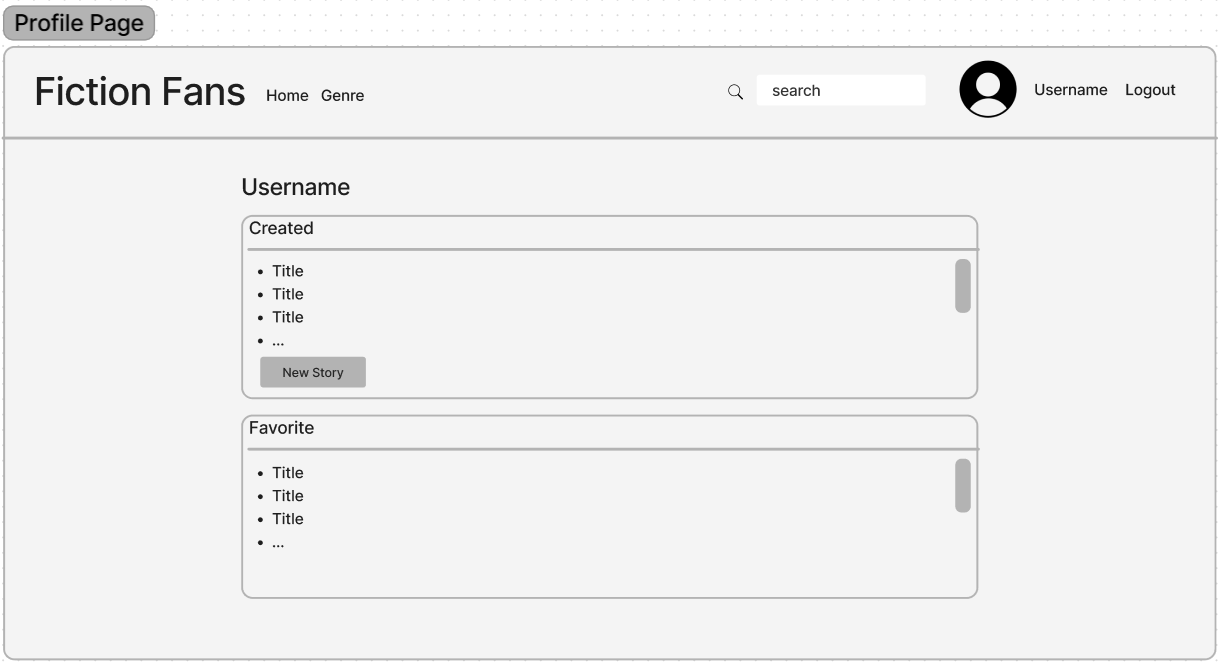 Profile Page
Fiction Fans Home Genre search Username Logout
Username
Created
• Title
• Title
• Title
• ...
New Story
Favorite
• Title
• Title
• Title
• ...